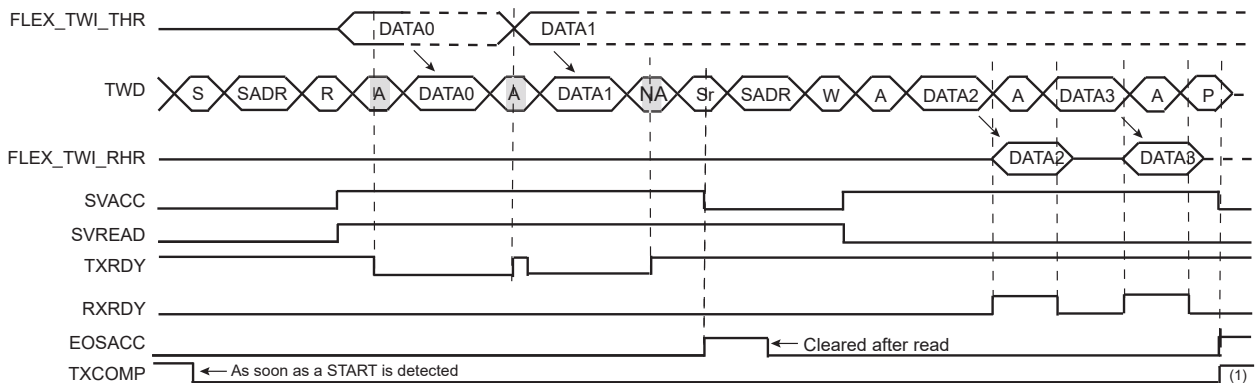 FLEX_TWI_THR DATA0 DATA1
TWD S SADR R A DATA0 A DATA1 NA Sr SADR W A DATA2 A DATA3 A P
FLEX_TWI_RHR DATA2 DATA3
SVACC
SVREAD
TXRDY
RXRDY
EOSACC Cleared after read
TXCOMP As soon as a START is detected (1)